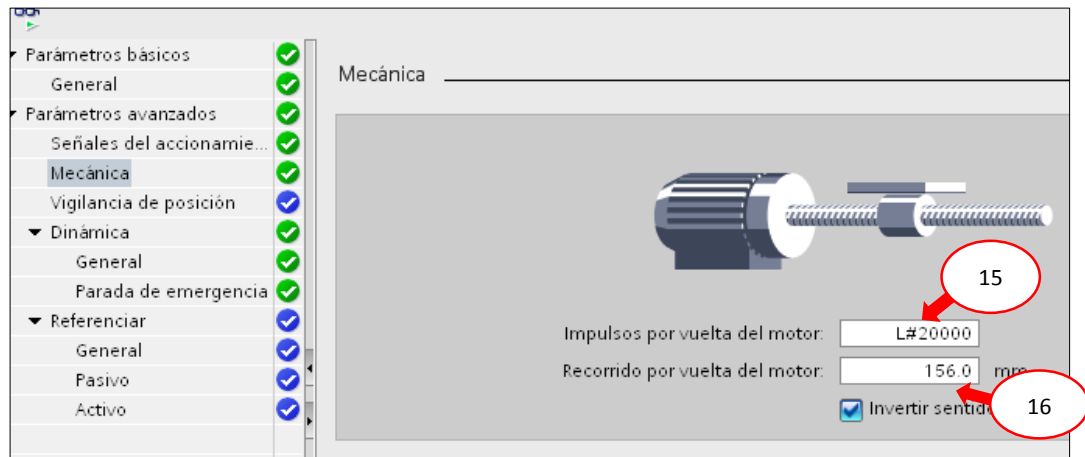 Parámetros básicos
General
Parámetros avanzados
Señales del accionamie...
Mecánica
Vigilancia de posición
Dinámica
General
Parada de emergencia
Referenciar
General
Pasivo
Activo
Mecánica
15
Impulsos por vuelta del motor: L#20000
Recorrido por vuelta del motor: 156.0 mm
Invertir sentid
16